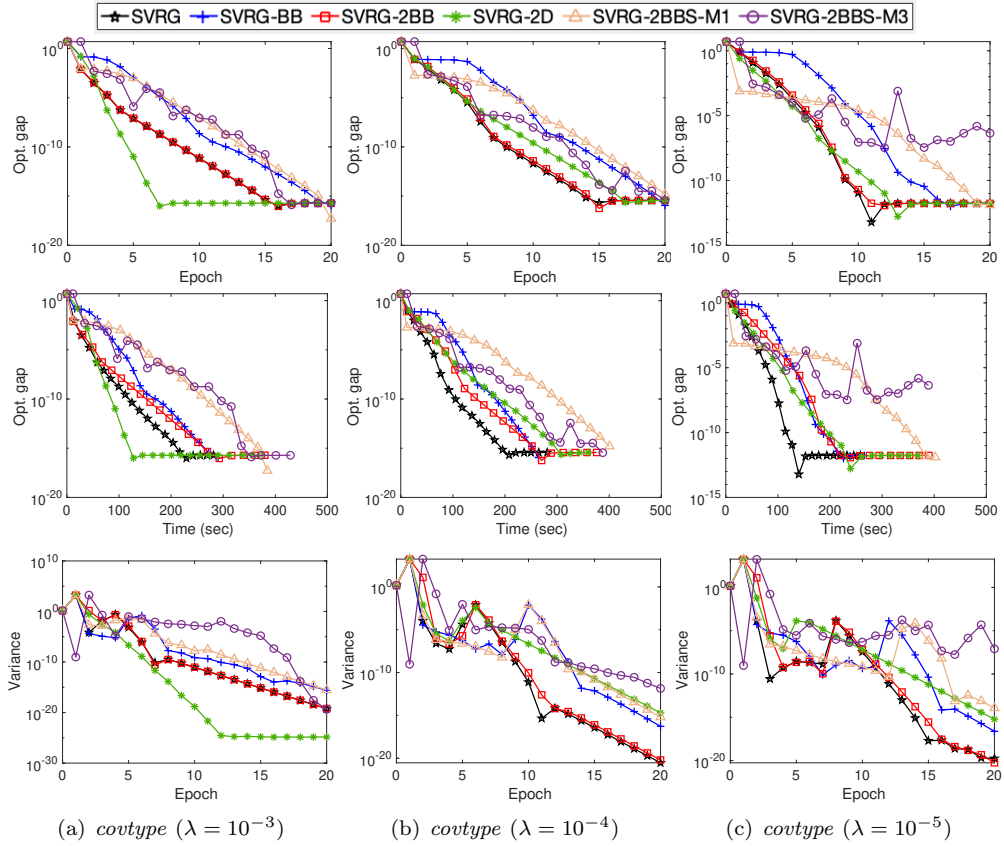 SVRG SVRG-BB SVRG-2BB SVRG-2D SVRG-2BBS-M1 SVRG-2BBS-M3
10^0
10^-10
10^-20
Opt. gap
0 5 10 15 20
Epoch
10^0
10^-10
10^-20
Opt. gap
0 5 10 15 20
Epoch
10^0
10^-5
10^-10
10^-15
Opt. gap
0 5 10 15 20
Epoch
10^0
10^-10
10^-20
Opt. gap
0 100 200 300 400 500
Time (sec)
10^0
10^-10
10^-20
Opt. gap
0 100 200 300 400 500
Time (sec)
10^0
10^-5
10^-10
10^-15
Opt. gap
0 100 200 300 400 500
Time (sec)
10^10
10^0
10^-10
10^-20
10^-30
Variance
0 5 10 15 20
Epoch
10^0
10^-10
10^-20
Variance
0 5 10 15 20
Epoch
10^0
10^-10
10^-20
Variance
0 5 10 15 20
Epoch
(a) covtype (λ = 10^-3)
(b) covtype (λ = 10^-4)
(c) covtype (λ = 10^-5)